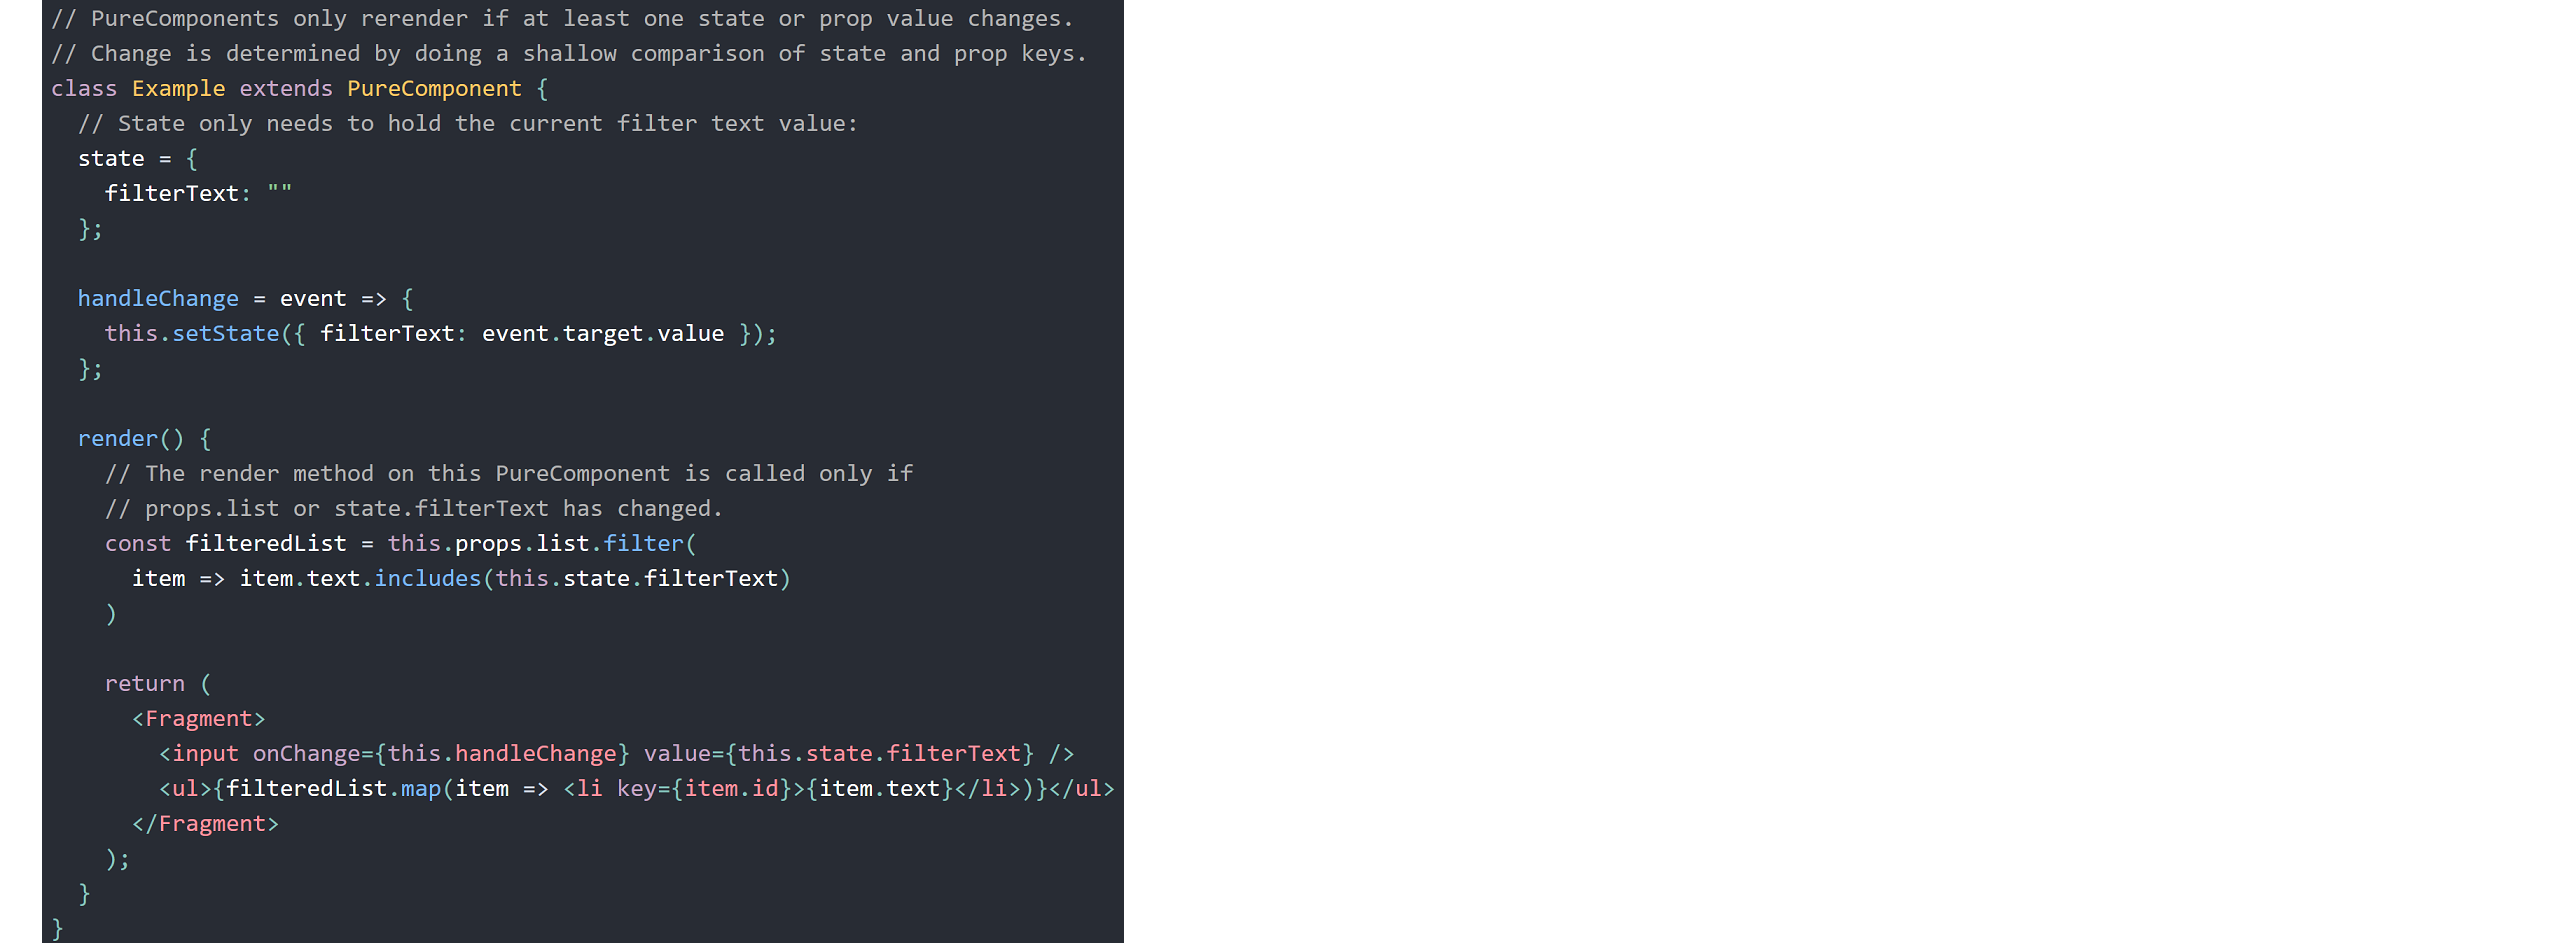 // PureComponents only rerender if at least one state or prop value changes.
// Change is determined by doing a shallow comparison of state and prop keys.
class Example extends PureComponent {
  // State only needs to hold the current filter text value:
  state = {
    filterText: ""
  };

  handleChange = event => {
    this.setState({ filterText: event.target.value });
  };

  render() {
    // The render method on this PureComponent is called only if
    // props.list or state.filterText has changed.
    const filteredList = this.props.list.filter(
      item => item.text.includes(this.state.filterText)
    )

    return (
      <Fragment>
        <input onChange={this.handleChange} value={this.state.filterText} />
        <ul>{filteredList.map(item => <li key={item.id}>{item.text}</li>)}</ul>
      </Fragment>
    );
  }
}